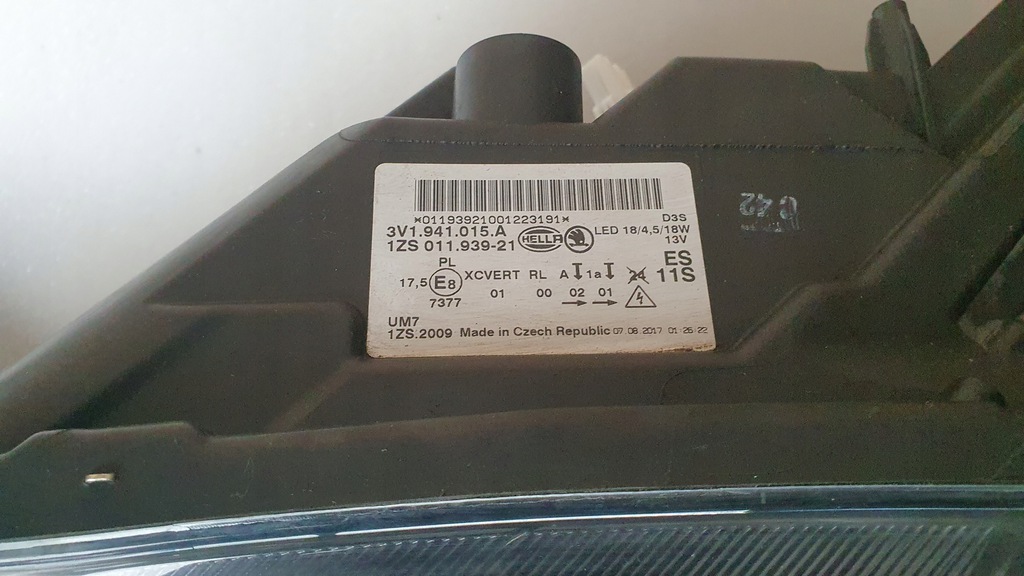 *01193921001223191*
D3S
3V1.941.015.A
LED 18/4,5/18W
1ZS 011.939-21
HELLA
13V
PL
ES
17,5 E8 XCVERT RL A 1a 24 11S
7377 01 00 02 01
UM7
1ZS.2009 Made in Czech Republic 07 08 2017 01 26 22
C 42